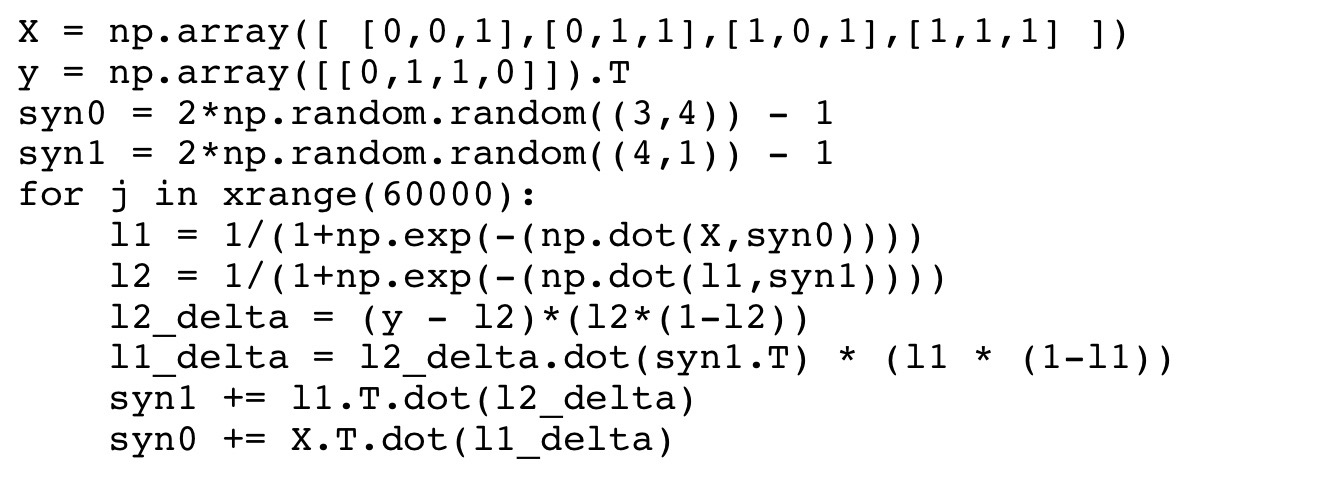 X = np.array([ [0,0,1],[0,1,1],[1,0,1],[1,1,1] ])
y = np.array([[0,1,1,0]]).T
syn0 = 2*np.random.random((3,4)) - 1
syn1 = 2*np.random.random((4,1)) - 1
for j in xrange(60000):
    l1 = 1/(1+np.exp(-(np.dot(X,syn0))))
    l2 = 1/(1+np.exp(-(np.dot(l1,syn1))))
    l2_delta = (y - l2)*(l2*(1-l2))
    l1_delta = l2_delta.dot(syn1.T) * (l1 * (1-l1))
    syn1 += l1.T.dot(l2_delta)
    syn0 += X.T.dot(l1_delta)